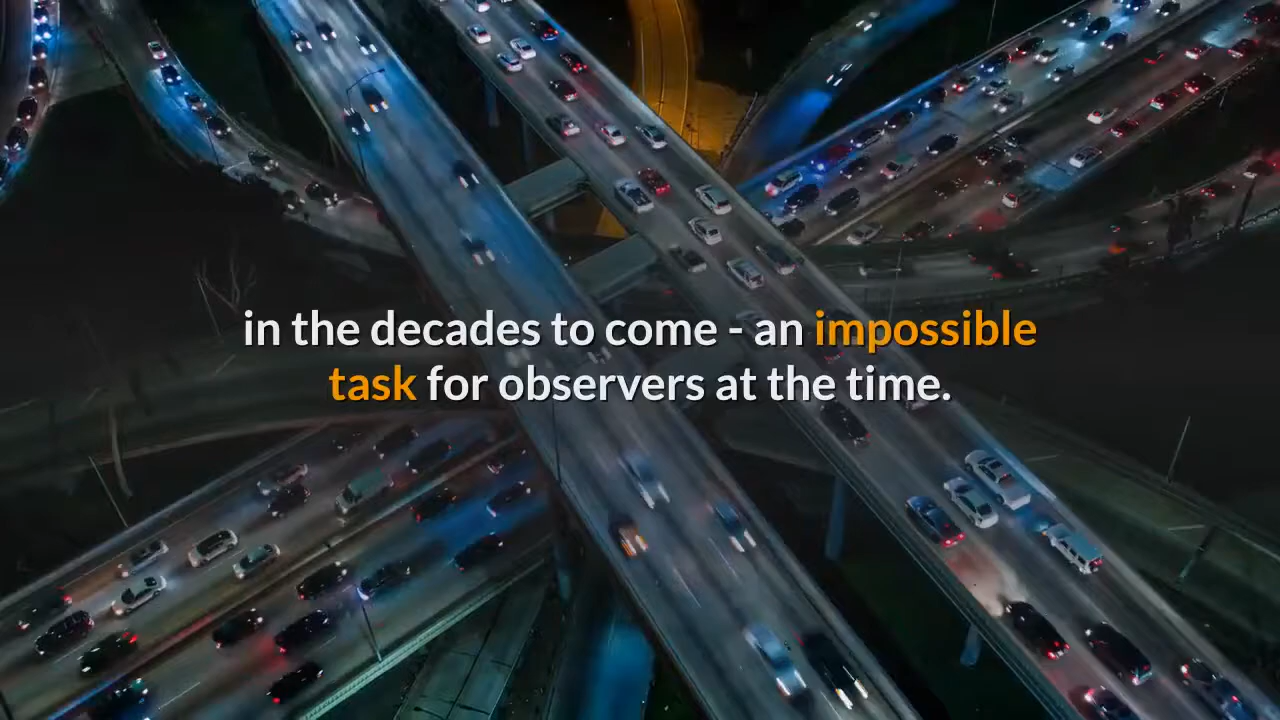 in the decades to come - an impossible
task for observers at the time.